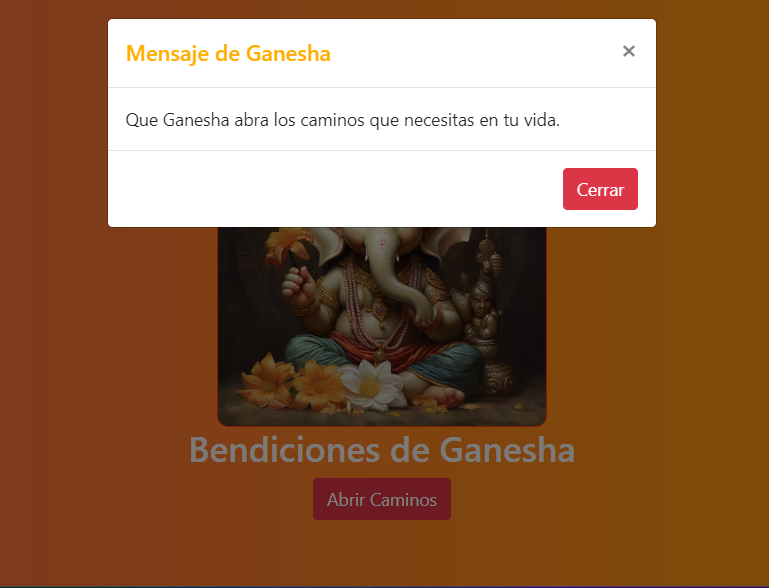 Mensaje de Ganesha
×
Que Ganesha abra los caminos que necesitas en tu vida.
Cerrar
Bendiciones de Ganesha
Abrir Caminos